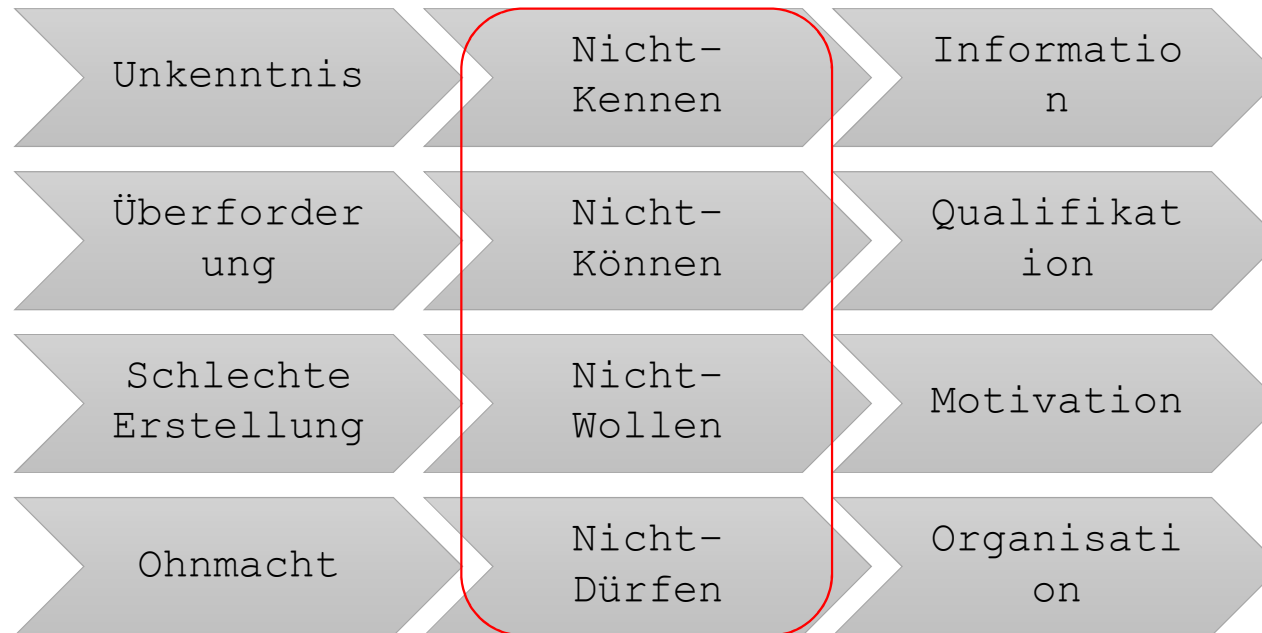 Unkenntnis
Nicht-
Kennen
Informatio
n
Überforder
ung
Nicht-
Können
Qualifikat
ion
Schlechte
Erstellung
Nicht-
Wollen
Motivation
Ohnmacht
Nicht-
Dürfen
Organisati
on